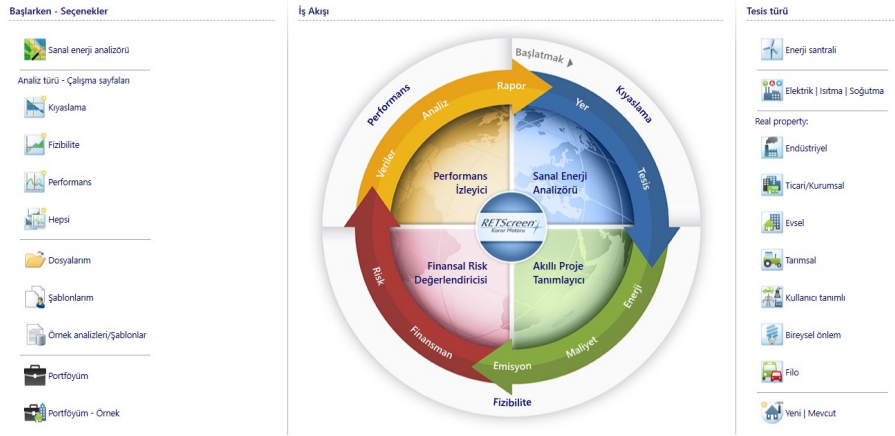 Başlarken - Seçenekler
Sanal enerji analizörü
Analiz türü - Çalışma sayfaları
Kıyaslama
Fizibilite
Performans
Hepsi
Dosyalarım
Şablonlarım
Örnek analizleri/Şablonlar
Portföyüm
Portföyüm - Örnek
İş Akışı
Başlatmak
Performans
Kıyaslama
Rapor
Analiz
Veriler
Yer
Tesis
Performans
İzleyici
Sanal Enerji
Analizörü
RETScreen
Karar Motoru
Finansal Risk
Değerlendiricisi
Akıllı Proje
Tanımlayıcı
Risk
Finansman
Emisyon
Maliyet
Enerji
Fizibilite
Tesis türü
Enerji santrali
Elektrik | Isıtma | Soğutma
Real property:
Endüstriyel
Ticari/Kurumsal
Evsel
Tarımsal
Kullanıcı tanımlı
Bireysel önlem
Filo
Yeni | Mevcut